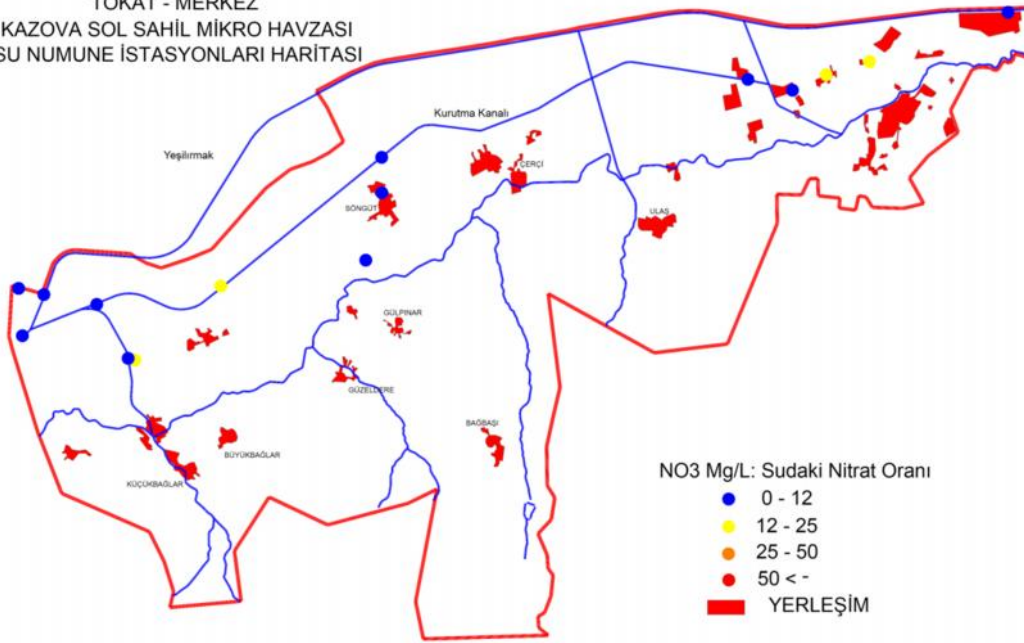 TOKAT - MERKEZ
KAZOVA SOL SAHİL MİKRO HAVZASI
SU NUMUNE İSTASYONLARI HARİTASI
Kurutma Kanalı
Yeşilırmak
ÇERÇİ
SÖNGÜT
ULAŞ
GÜLPINAR
GÜZELDERE
BAĞBAŞI
BÜYÜKBAĞLAR
KÜÇÜKBAĞLAR
NO3 Mg/L: Sudaki Nitrat Oranı
0 - 12
12 - 25
25 - 50
50 < -
YERLEŞİM